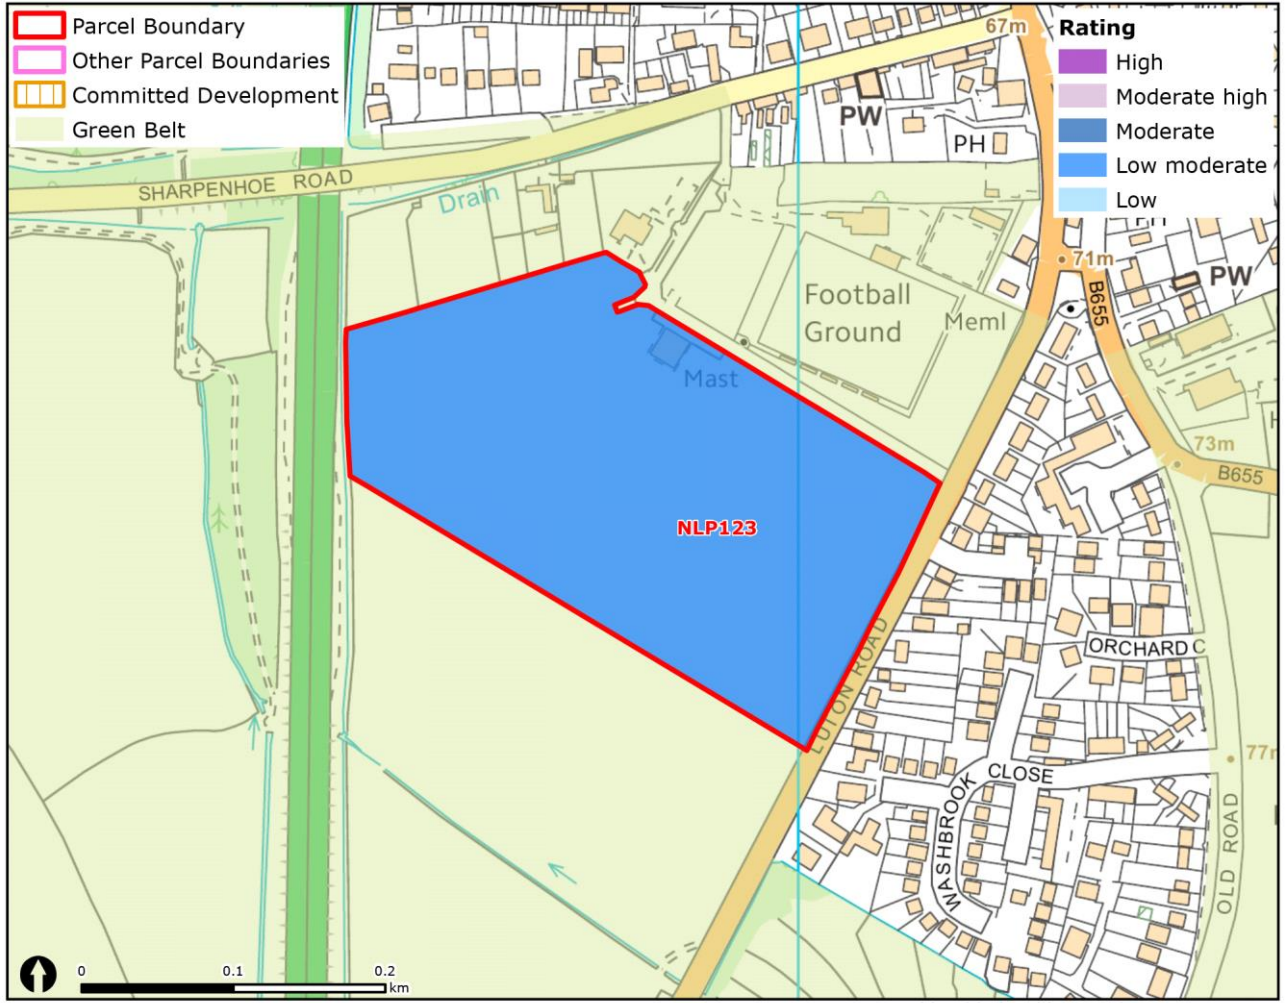 Parcel Boundary
Other Parcel Boundaries
Committed Development
Green Belt
Rating
High
Moderate high
Moderate
Low moderate
Low
67m
PW
PH
SHARPENHOE ROAD
Drain
PH
71m
PW
B655
Football
Ground
Meml
Mast
73m
B655
NLP123
LUTON ROAD
ORCHARD C
77m
WASHBROOK CLOSE
OLD ROAD
0 0.1 0.2
km